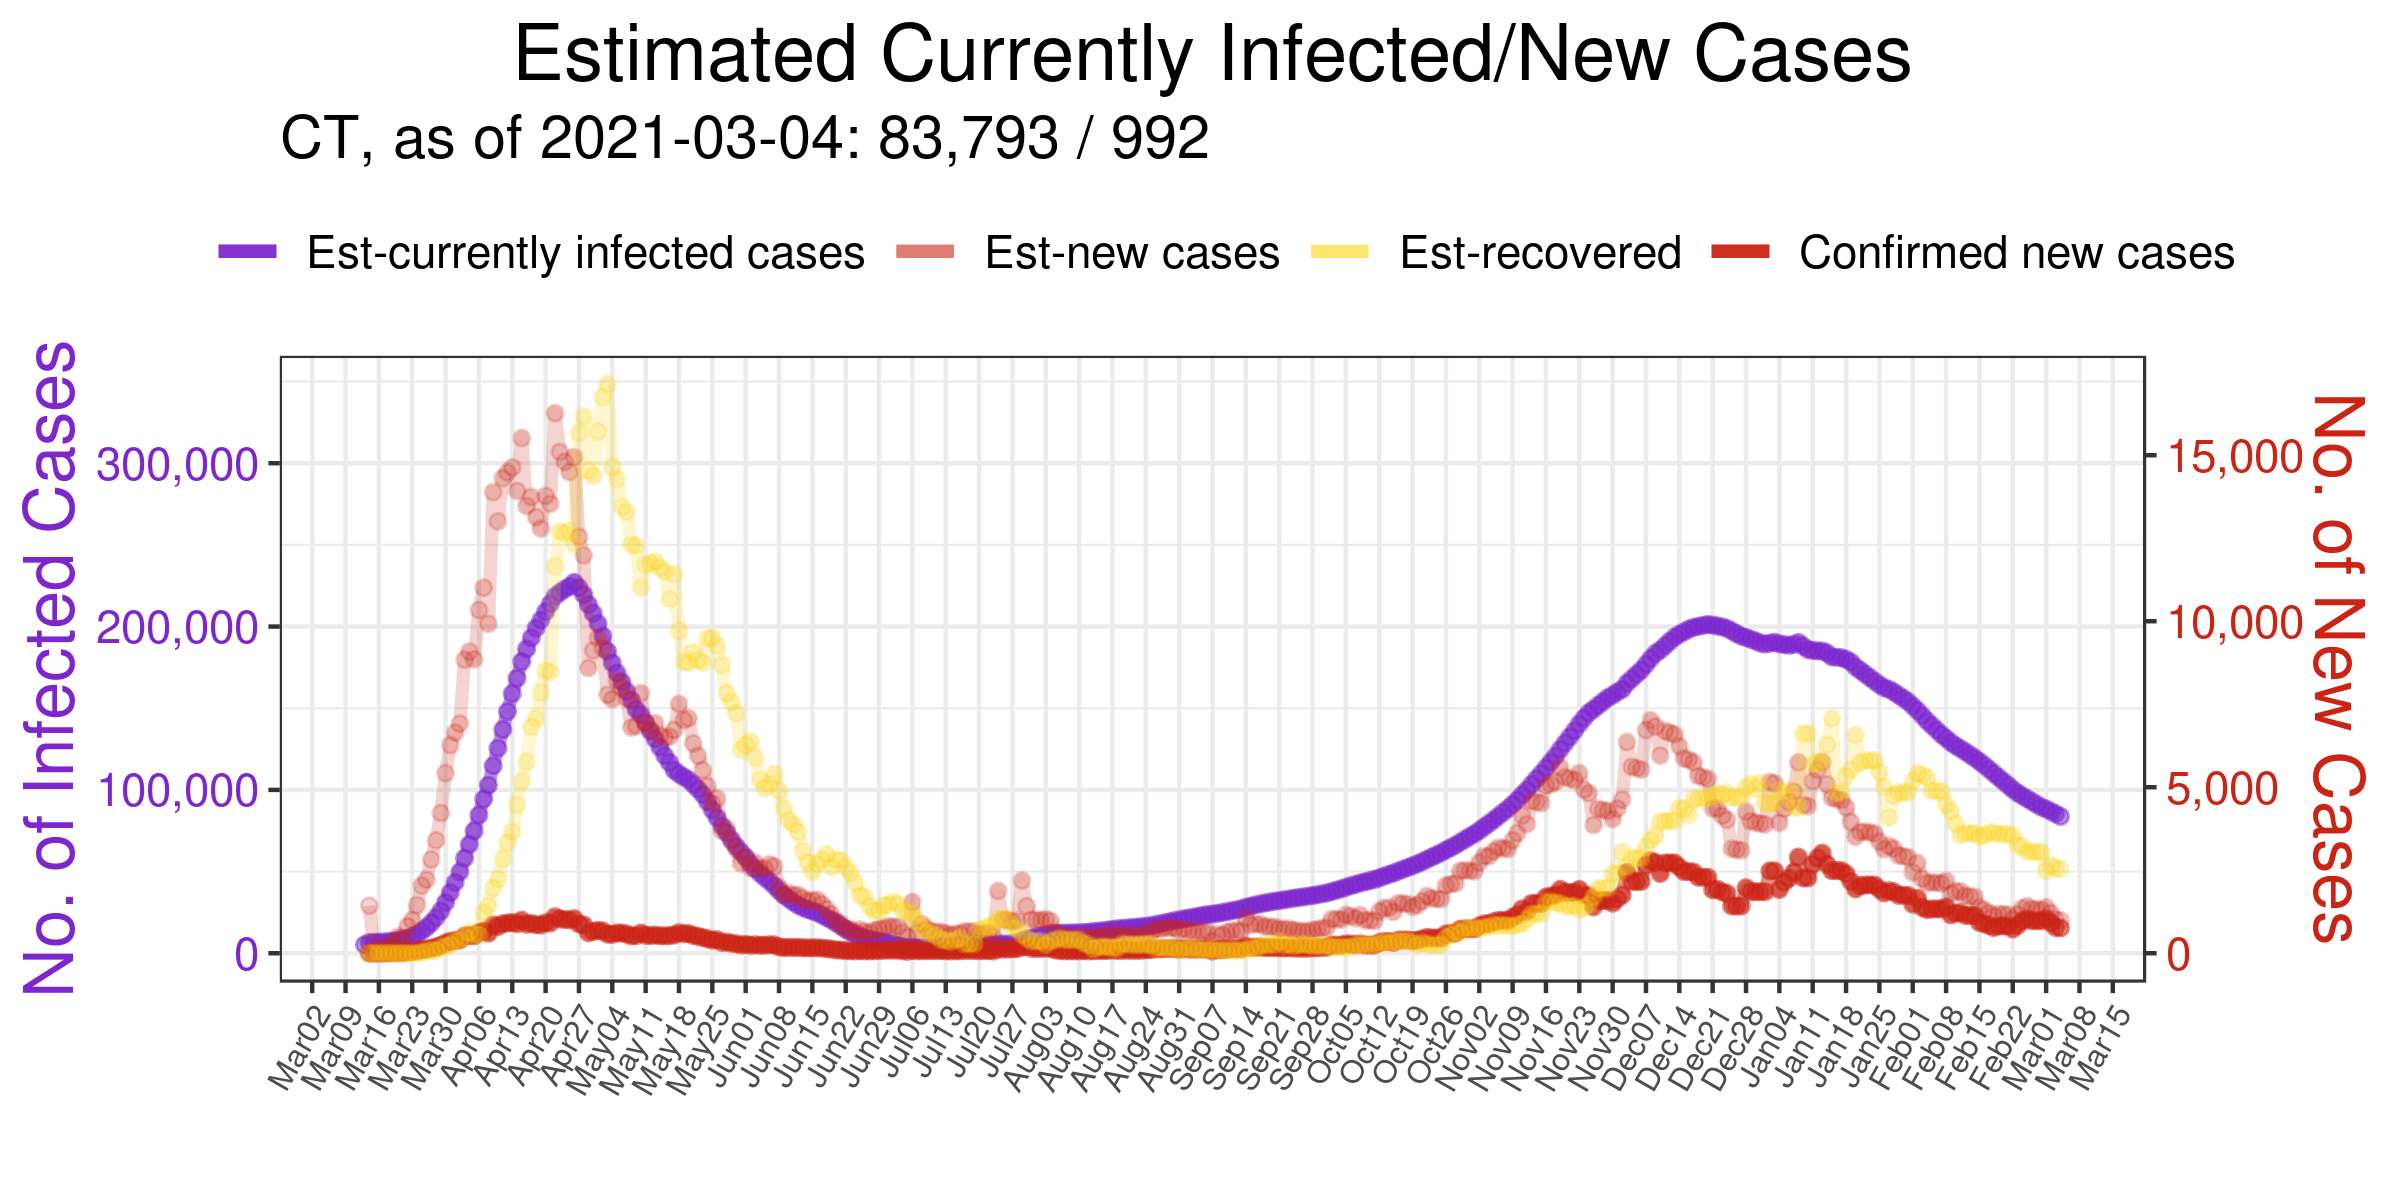 Estimated Currently Infected/New Cases
CT, as of 2021-03-04: 83,793 / 992
Est-currently infected cases Est-new cases Est-recovered Confirmed new cases
No. of Infected Cases
300,000
200,000
100,000
0
15,000
10,000
5,000
0
No. of New Cases
Mar02 Mar09 Mar16 Mar23 Mar30 Apr06 Apr13 Apr20 Apr27 May04 May11 May18 May25 Jun01 Jun08 Jun15 Jun22 Jun29 Jul06 Jul13 Jul20 Jul27 Aug03 Aug10 Aug17 Aug24 Aug31 Sep07 Sep14 Sep21 Sep28 Oct05 Oct12 Oct19 Oct26 Nov02 Nov09 Nov16 Nov23 Nov30 Dec07 Dec14 Dec21 Dec28 Jan04 Jan11 Jan18 Jan25 Feb01 Feb08 Feb15 Feb22 Mar01 Mar08 Mar15